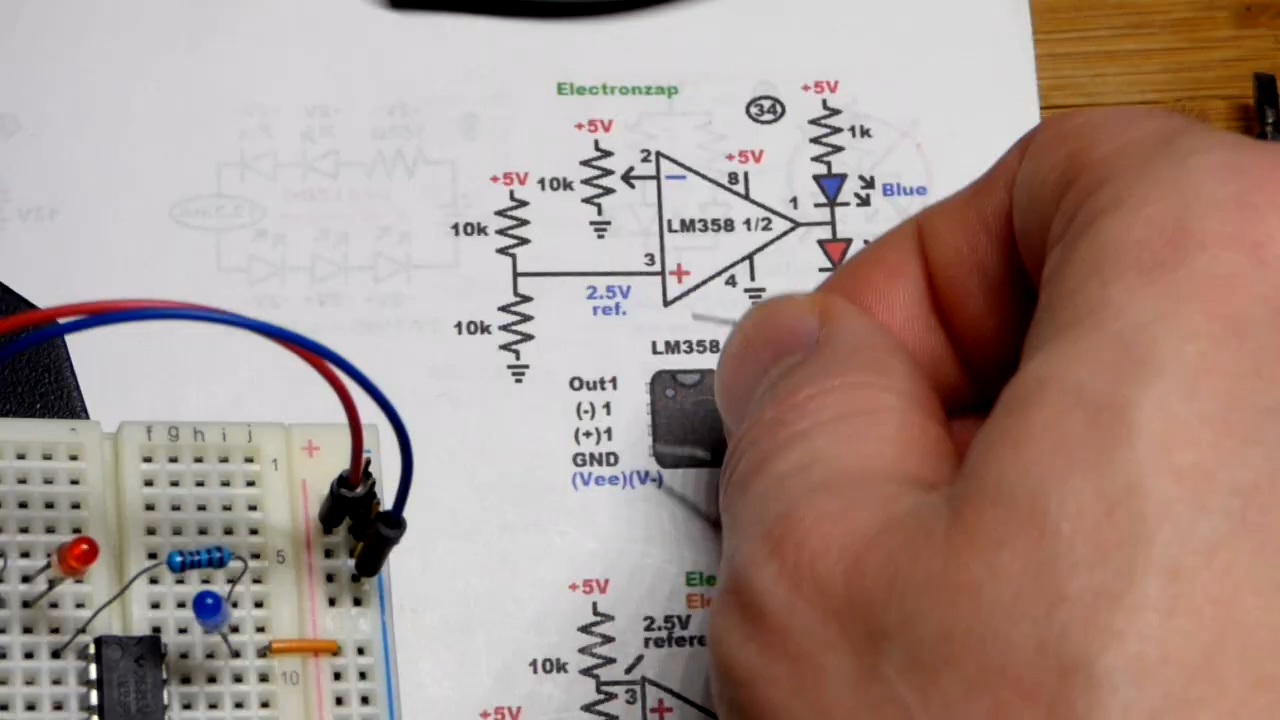 Electronzap
34
+5V
1k
+5V
2
+5V
8
+5V
10k
1
Blue
10k
LM358 1/2
3
4
2.5V
ref.
10k
LM358
Out1
(-) 1
(+)1
GND
(Vee)(V-)
f g h i j
+
1
5
10
+5V
2.5V
10k
3
+5V